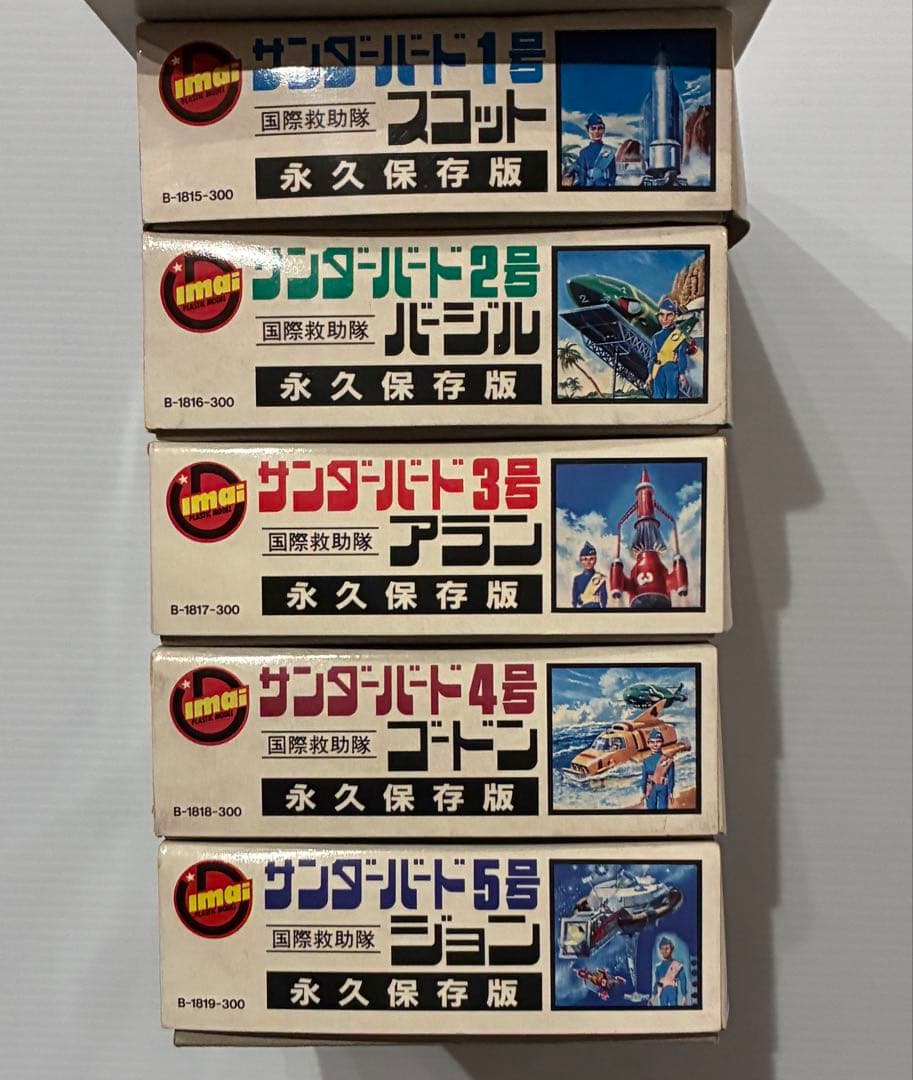 imai
PLASTIC MODEL
サンダーバード1号
国際救助隊 スコット
永久保存版
B-1815-300
imai
PLASTIC MODEL
サンダーバード2号
国際救助隊 バージル
永久保存版
B-1816-300
2
imai
PLASTIC MODEL
サンダーバード3号
国際救助隊 アラン
永久保存版
B-1817-300
3
imai
PLASTIC MODEL
サンダーバード4号
国際救助隊 ゴードン
永久保存版
B-1818-300
imai
PLASTIC MODEL
サンダーバード5号
国際救助隊 ジョン
永久保存版
B-1819-300